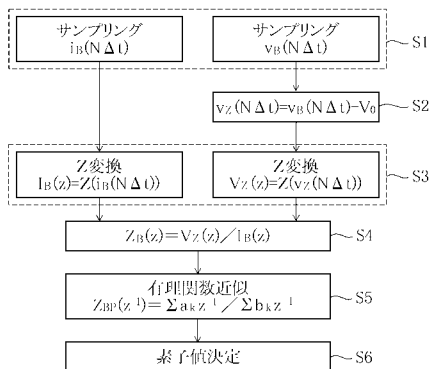 サンプリング
iB(NΔt)
サンプリング
vB(NΔt)
S1
vZ(NΔt)=vB(NΔt)-V0
S2
Z変換
IB(z)=Z(iB(NΔt))
Z変換
VZ(z)=Z(vZ(NΔt))
S3
ZB(z)=VZ(z)/IB(z)
S4
有理関数近似
ZBP(z⁻¹)=Σakz⁻¹/Σbkz⁻¹
S5
素子値決定
S6